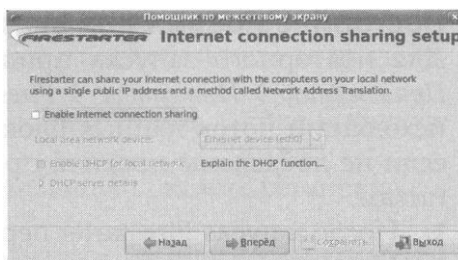 Помощник по межсетевому экрану
FIRESTARTER Internet connection sharing setup
Firestarter can share your Internet connection with the computers on your local network
using a single public IP address and a method called Network Address Translation.
Enable Internet connection sharing
Local area network device: Ethernet device (eth0)
Enable DHCP for local network Explain the DHCP function...
DHCP server details
Назад Вперёд Сохранить Выход